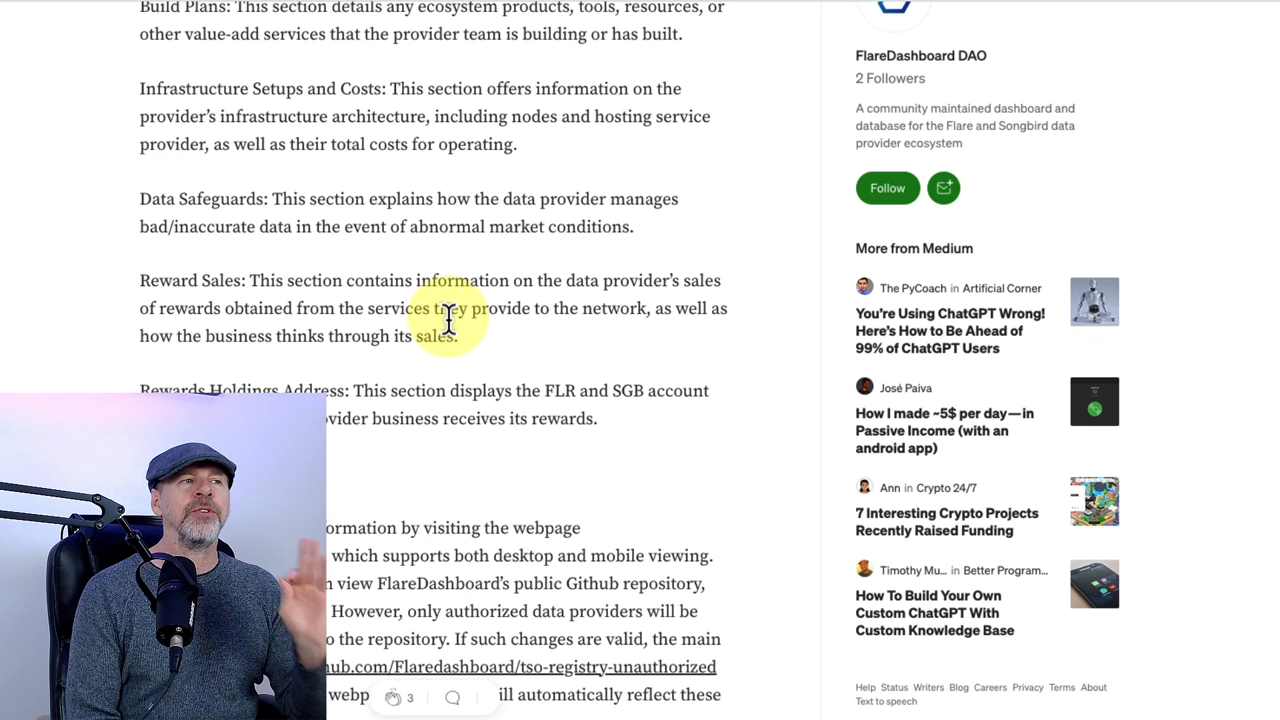 Build Plans: This section details any ecosystem products, tools, resources, or
other value-add services that the provider team is building or has built.
Infrastructure Setups and Costs: This section offers information on the
provider’s infrastructure architecture, including nodes and hosting service
provider, as well as their total costs for operating.
Data Safeguards: This section explains how the data provider manages
bad/inaccurate data in the event of abnormal market conditions.
Reward Sales: This section contains information on the data provider’s sales
of rewards obtained from the services they provide to the network, as well as
how the business thinks through its sales.
Rewards Holdings Address: This section displays the FLR and SGB account
business receives its rewards.
by visiting the webpage
which supports both desktop and mobile viewing.
view FlareDashboard’s public Github repository,
However, only authorized data providers will be
the repository. If such changes are valid, the main
hub.com/Flaredashboard/tso-registry-unauthorized
automatically reflect these
3
FlareDashboard DAO
2 Followers
A community maintained dashboard and
database for the Flare and Songbird data
provider ecosystem
Follow
More from Medium
The PyCoach in Artificial Corner
You’re Using ChatGPT Wrong!
Here’s How to Be Ahead of
99% of ChatGPT Users
José Paiva
How I made ~5$ per day—in
Passive Income (with an
android app)
Ann in Crypto 24/7
7 Interesting Crypto Projects
Recently Raised Funding
Timothy Mu... in Better Program...
How To Build Your Own
Custom ChatGPT With
Custom Knowledge Base
Help Status Writers Blog Careers Privacy Terms About
Text to speech